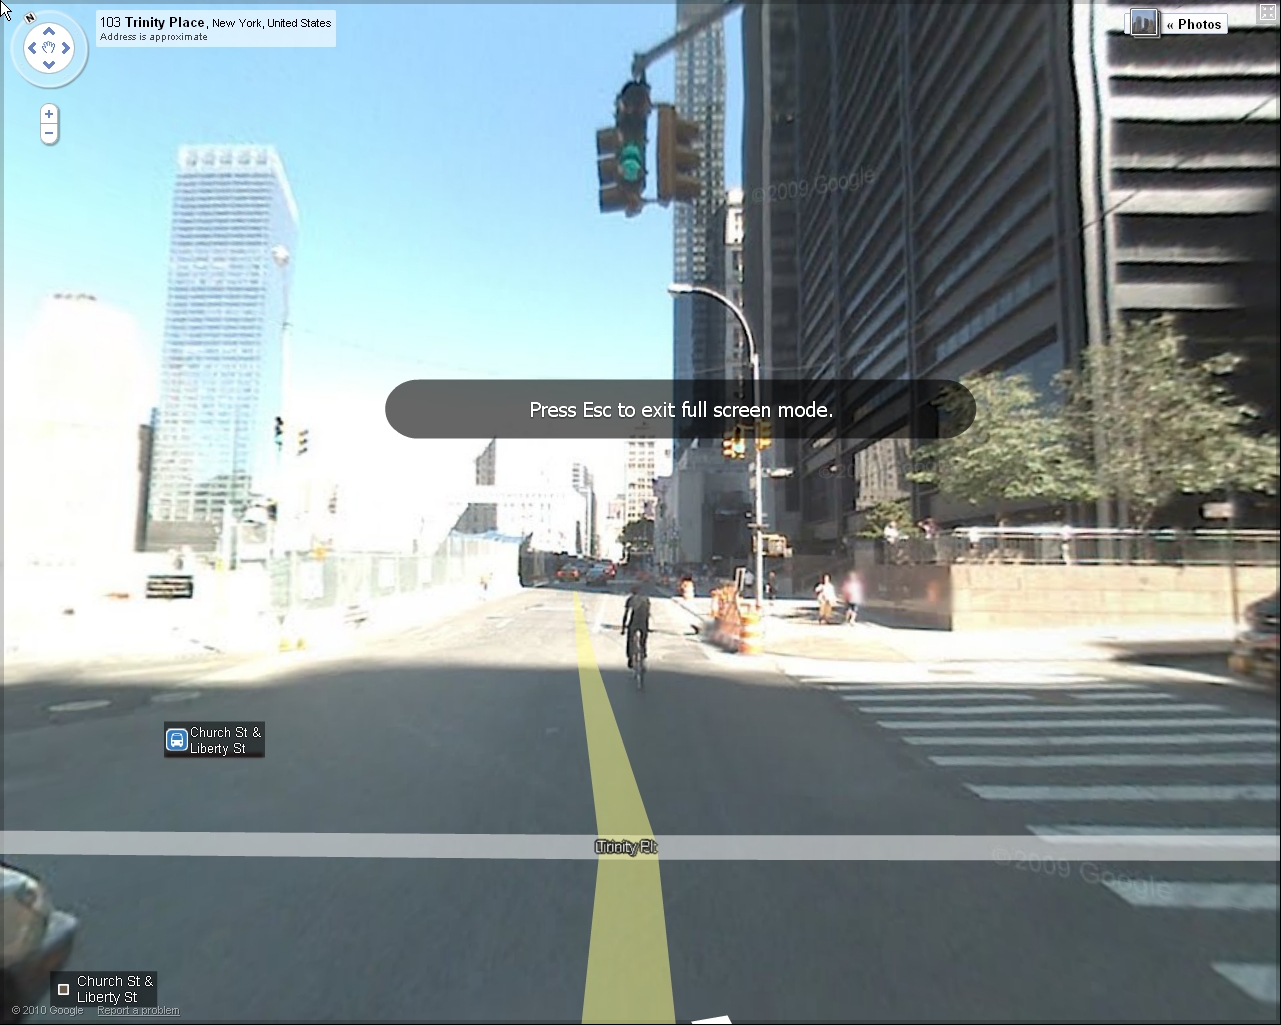 N
103 Trinity Place, New York, United States
Address is approximate
« Photos
©2009 Google
Press Esc to exit full screen mode.
Church St &
Liberty St
Trinity Pl
©2009 Google
Church St &
Liberty St
© 2010 Google Report a problem